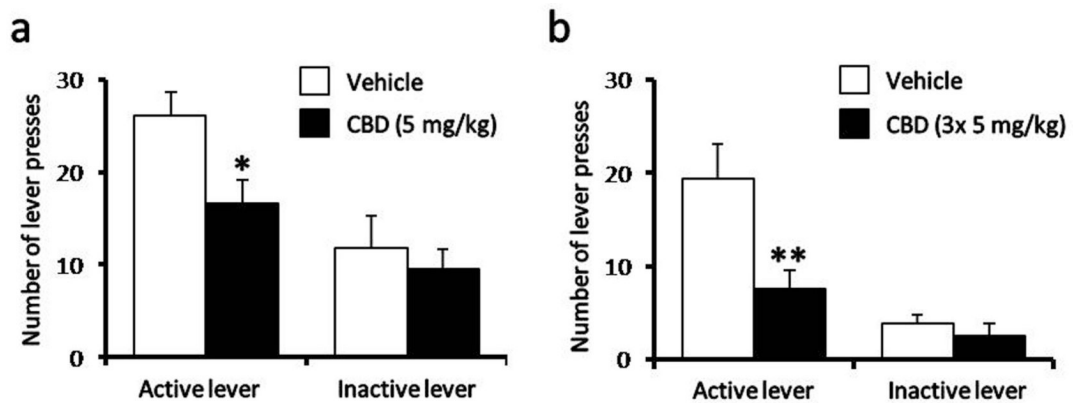 a
Number of lever presses
30
20
10
0
Vehicle
CBD (5 mg/kg)
*
Active lever
Inactive lever
b
Number of lever presses
30
20
10
0
Vehicle
CBD (3x 5 mg/kg)
**
Active lever
Inactive lever